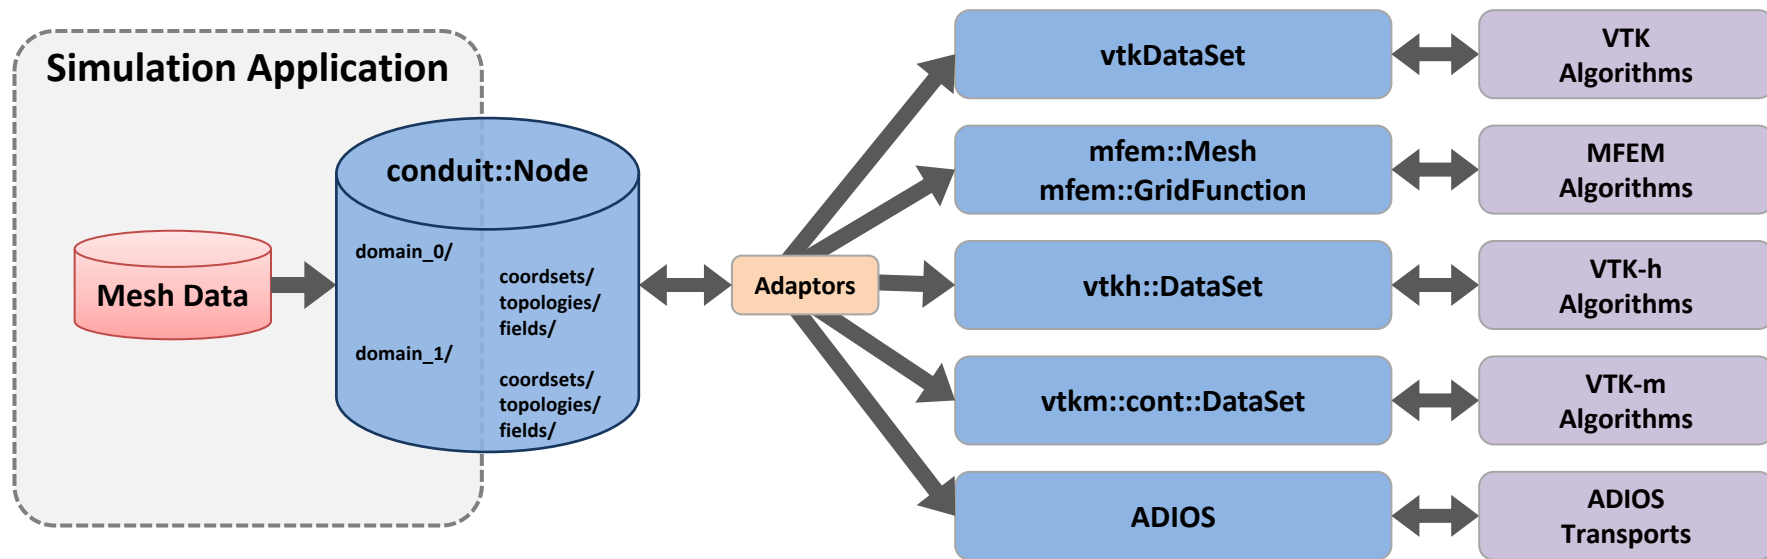 Simulation Application
Mesh Data
conduit::Node
domain_0/
coordsets/
topologies/
fields/
domain_1/
coordsets/
topologies/
fields/
Adaptors
vtkDataSet
VTK
Algorithms
mfem::Mesh
mfem::GridFunction
MFEM
Algorithms
vtkh::DataSet
VTK-h
Algorithms
vtkm::cont::DataSet
VTK-m
Algorithms
ADIOS
ADIOS
Transports